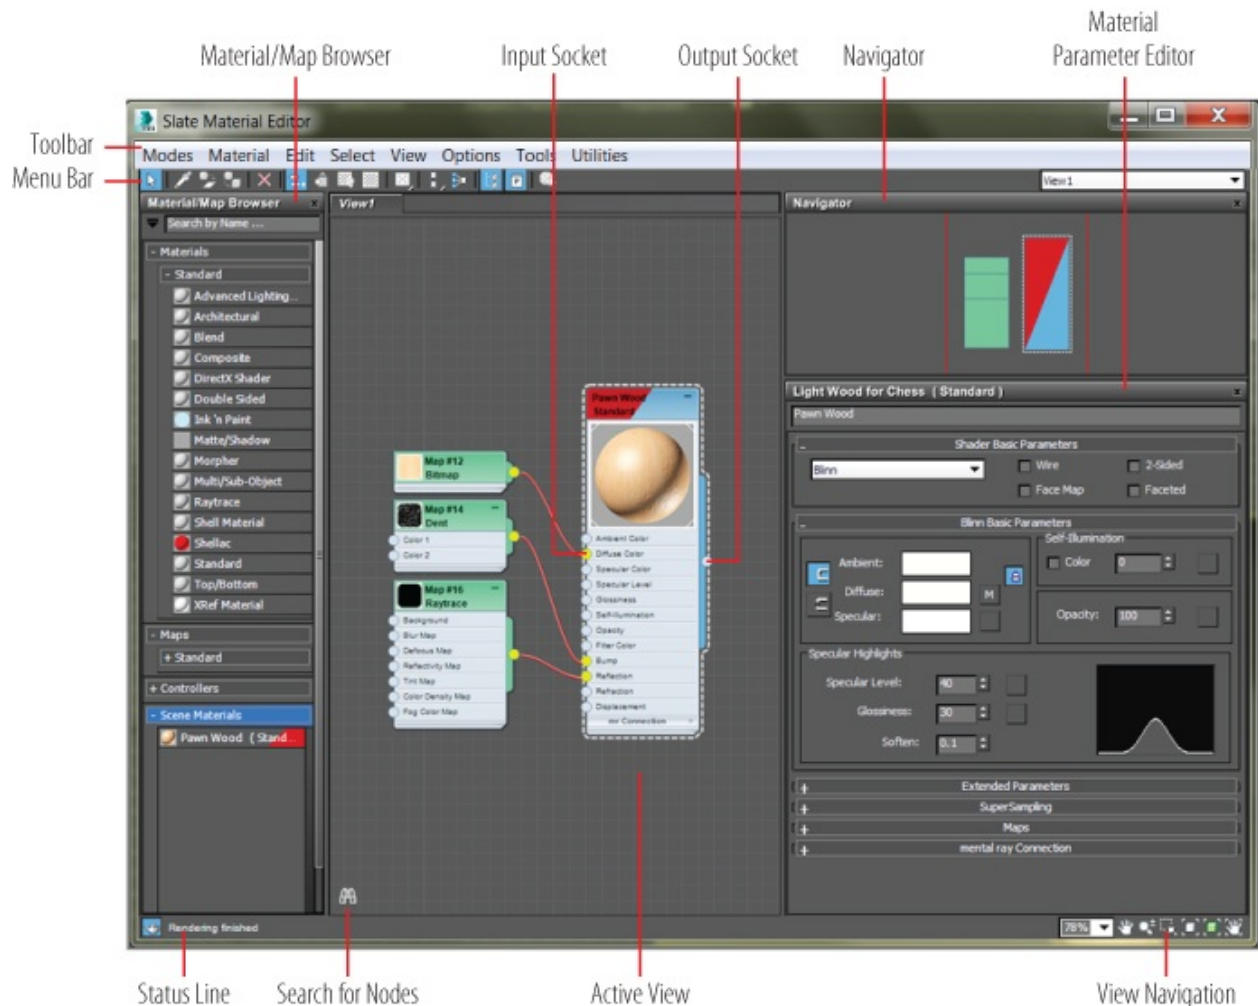 Material/Map Browser
Input Socket
Output Socket
Navigator
Material
Parameter Editor
Toolbar
Menu Bar
Slate Material Editor
Modes Material Edit Select View Options Tools Utilities
View1
Material/Map Browser
Search by Name ...
- Materials
- Standard
Advanced Lighting...
Architectural
Blend
Composite
DirectX Shader
Double Sided
Ink 'n Paint
Matte/Shadow
Morpher
Multi/Sub-Object
Raytrace
Shell Material
Shellac
Standard
Top/Bottom
XRef Material
- Maps
+ Standard
+ Controllers
- Scene Materials
Pawn Wood ( Stand...
View1
Map #12
Bitmap
Map #14
Dent
Color 1
Color 2
Map #16
Raytrace
Background
Blur Map
Defocus Map
Reflectivity Map
Tint Map
Color Density Map
Fog Color Map
Pawn Wood
Standard
Ambient Color
Diffuse Color
Specular Color
Specular Level
Glossiness
Self-Illumination
Opacity
Filter Color
Bump
Reflection
Refraction
Displacement
mr Connection +
Navigator
Light Wood for Chess ( Standard )
Pawn Wood
- Shader Basic Parameters
Blinn
Wire
2-Sided
Face Map
Faceted
- Blinn Basic Parameters
Ambient:
Diffuse:
M
Specular:
Self-Illumination
Color 0
Opacity: 100
Specular Highlights
Specular Level: 40
Glossiness: 30
Soften: 0.1
+ Extended Parameters
+ SuperSampling
+ Maps
+ mental ray Connection
Rendering finished
78%
Status Line
Search for Nodes
Active View
View Navigation